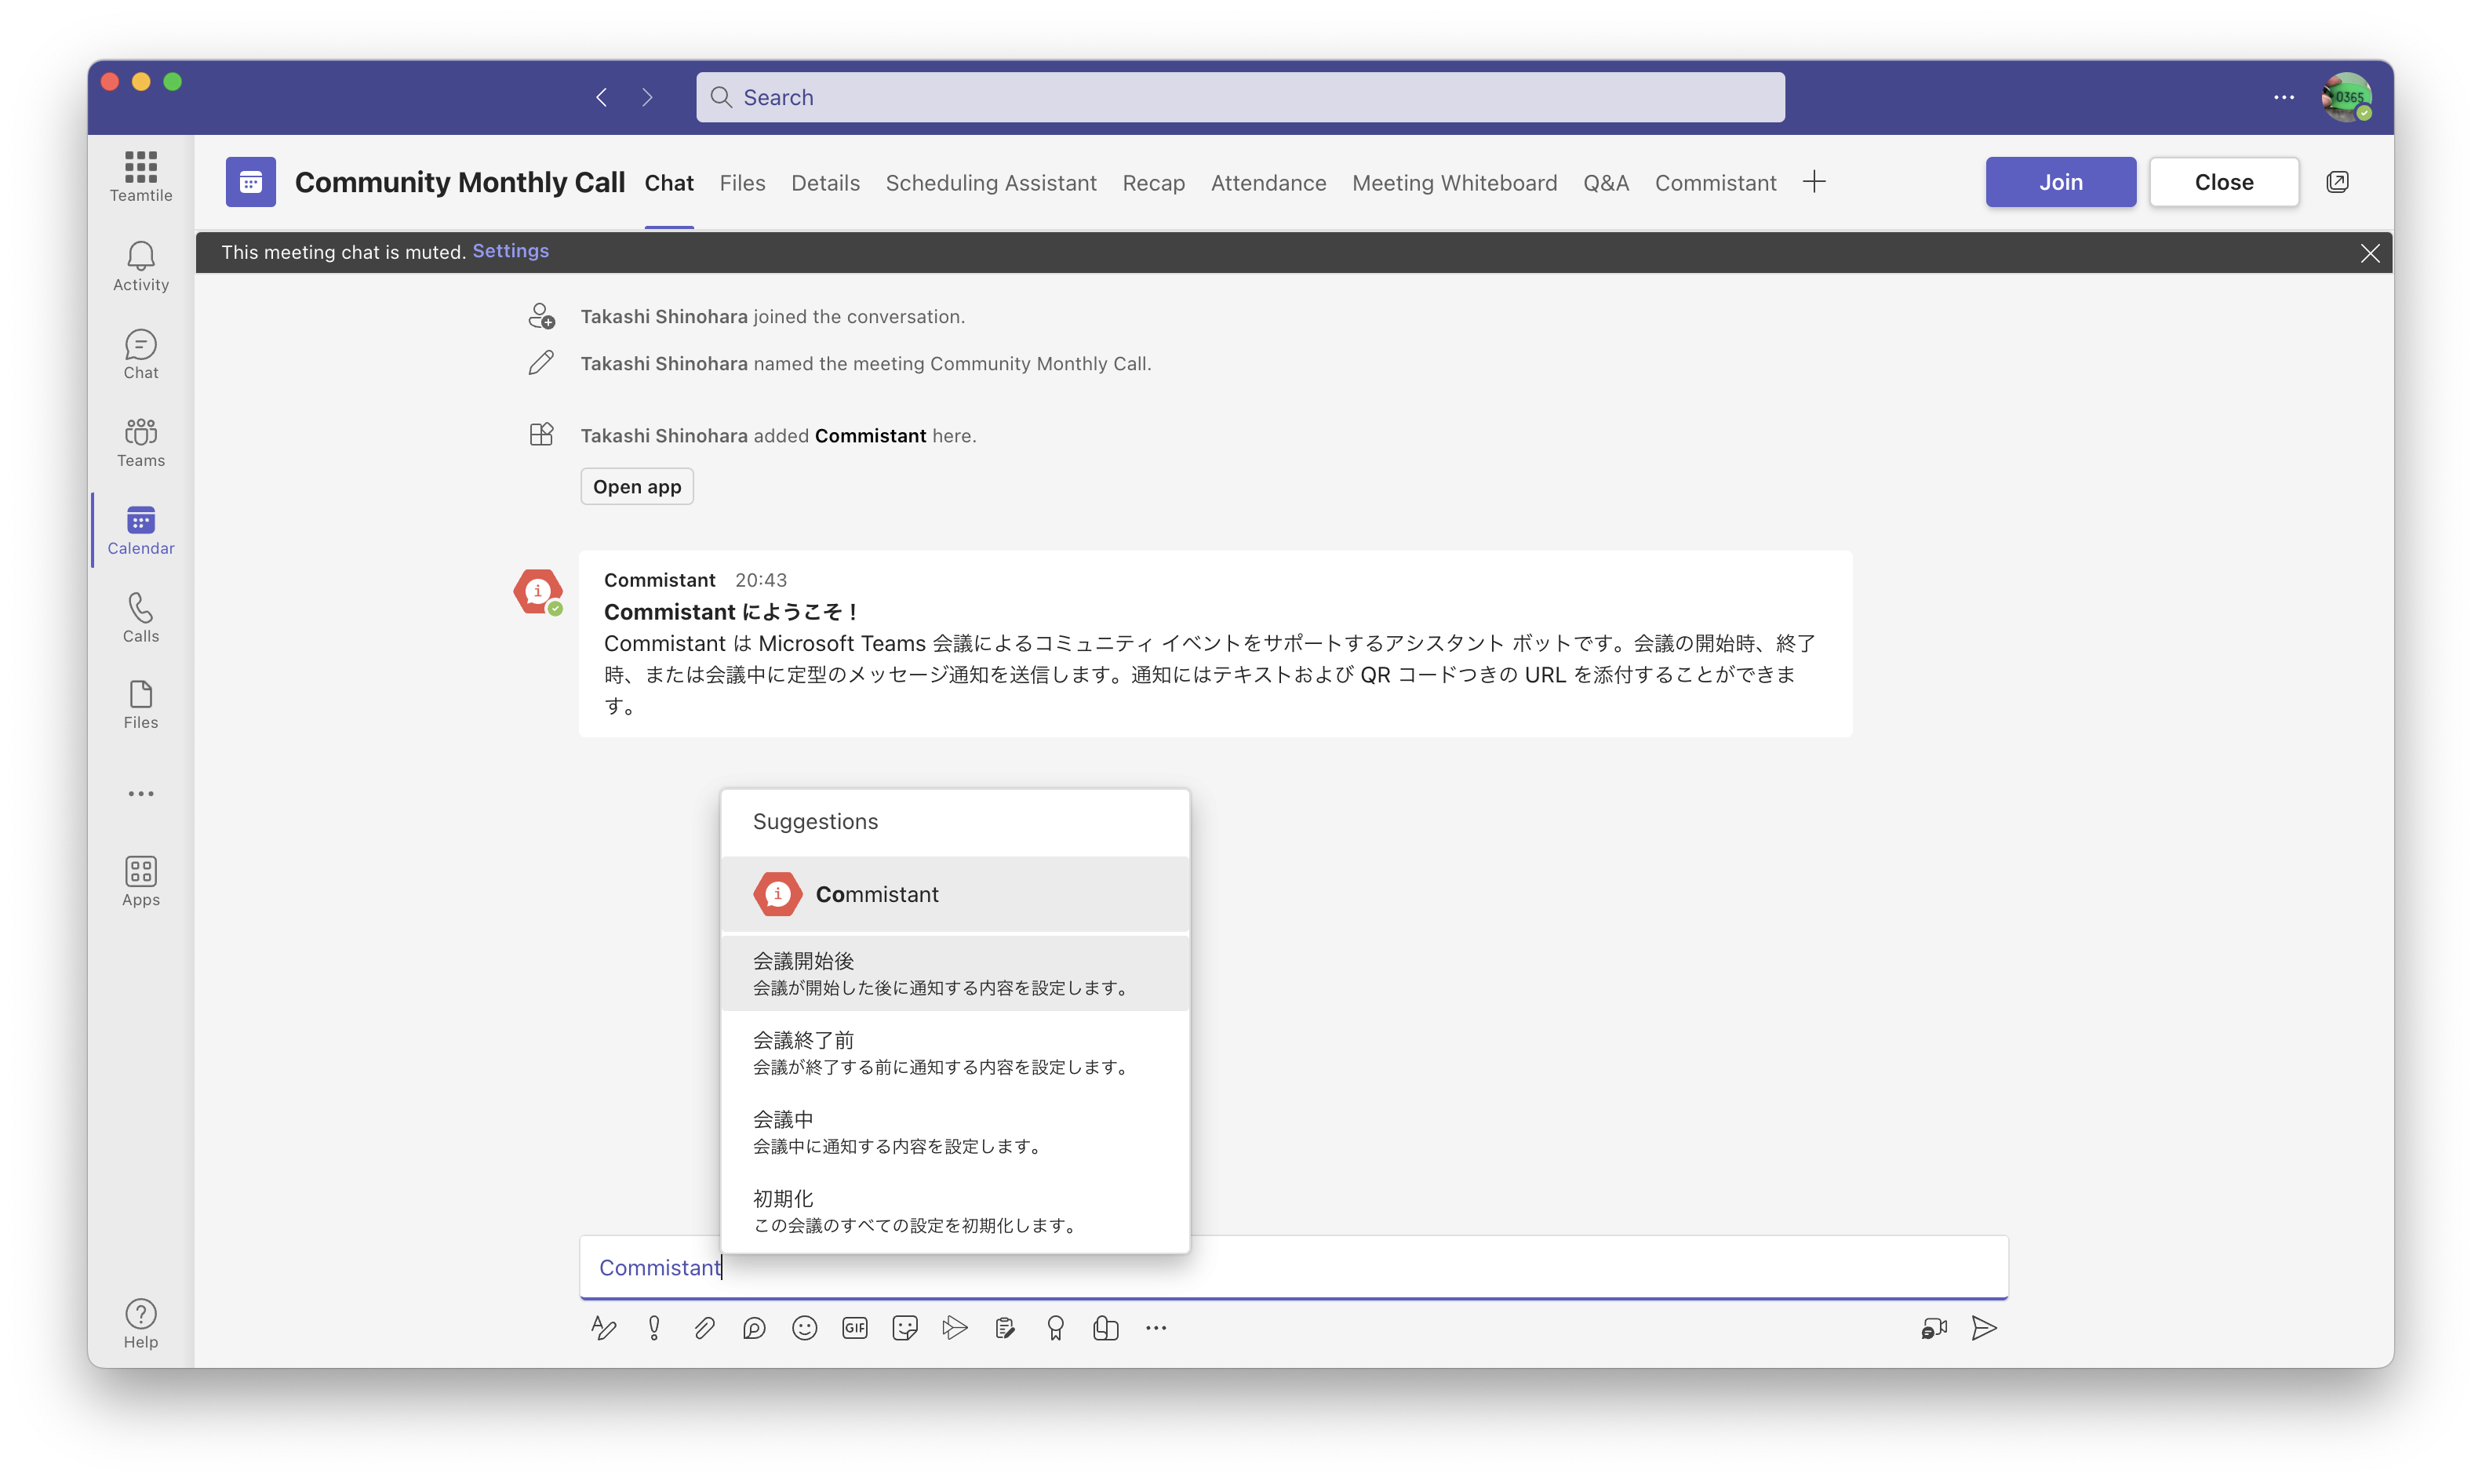 Search
0365
Teamtile
Activity
Chat
Teams
Calendar
Calls
Files
Apps
Help
Community Monthly Call Chat Files Details Scheduling Assistant Recap Attendance Meeting Whiteboard Q&A Commistant Join Close
This meeting chat is muted. Settings
Takashi Shinohara joined the conversation.
Takashi Shinohara named the meeting Community Monthly Call.
Takashi Shinohara added Commistant here.
Open app
Commistant 20:43
Commistant にようこそ！
Commistant は Microsoft Teams 会議によるコミュニティ イベントをサポートするアシスタント ボットです。会議の開始時、終了
時、または会議中に定型のメッセージ通知を送信します。通知にはテキストおよび QR コードつきの URL を添付することができま
す。
Suggestions
Commistant
会議開始後
会議が開始した後に通知する内容を設定します。
会議終了前
会議が終了する前に通知する内容を設定します。
会議中
会議中に通知する内容を設定します。
初期化
この会議のすべての設定を初期化します。
Commistant
GIF